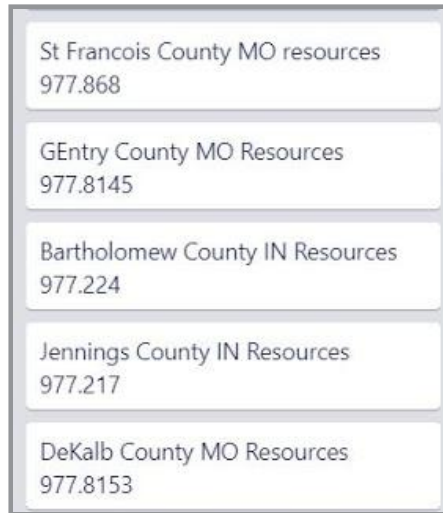 St Francois County MO resources
977.868
GEntry County MO Resources
977.8145
Bartholomew County IN Resources
977.224
Jennings County IN Resources
977.217
DeKalb County MO Resources
977.8153